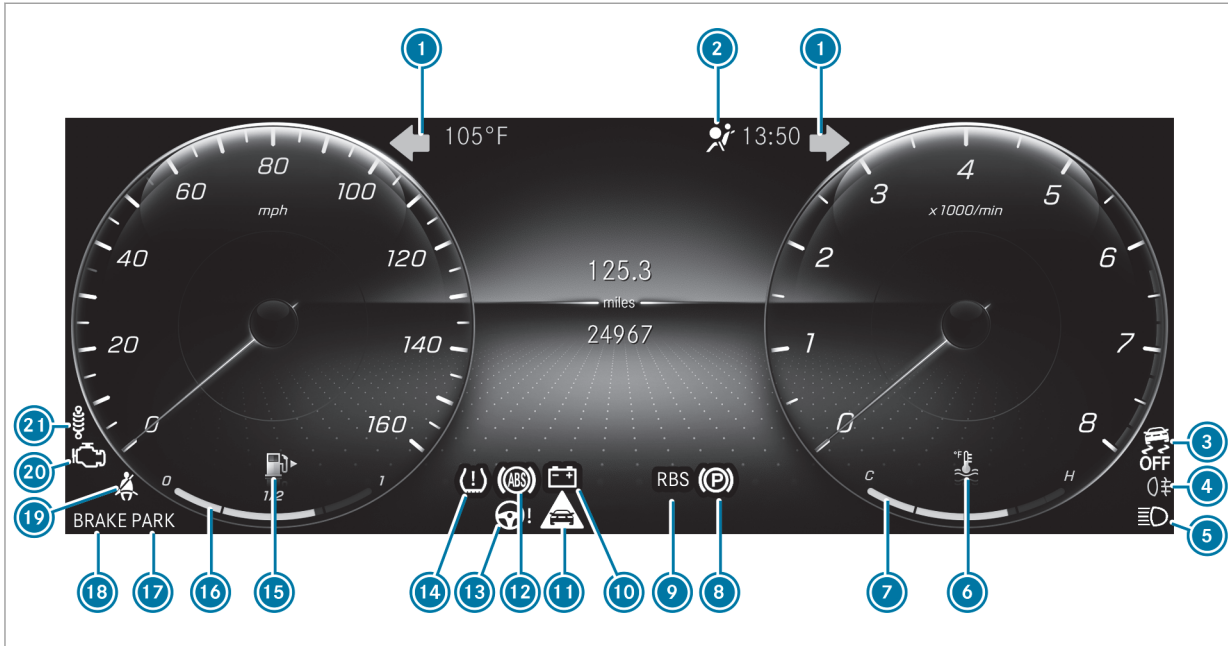 1 2 1
105°F 13:50
80
60 100
mph
40 120
20 140
0 160
4
3 5
x 1000/min
2 6
1 7
0 8
125.3
miles
24967
21
20
19
0 1/2 1
BRAKE PARK
(!) ABS RBS P
!
C °F H
OFF
3
4
5
18 17 16 15 14 13 12 11 10 9 8 7 6